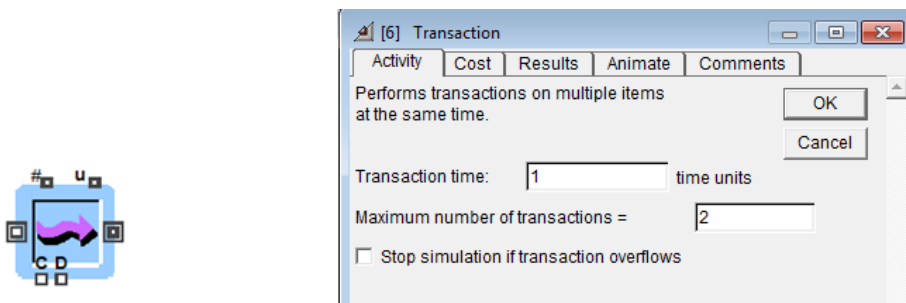 [6] Transaction
Activity Cost Results Animate Comments
Performs transactions on multiple items
at the same time.
OK
Cancel
Transaction time: 1 time units
Maximum number of transactions = 2
Stop simulation if transaction overflows
# u
C D